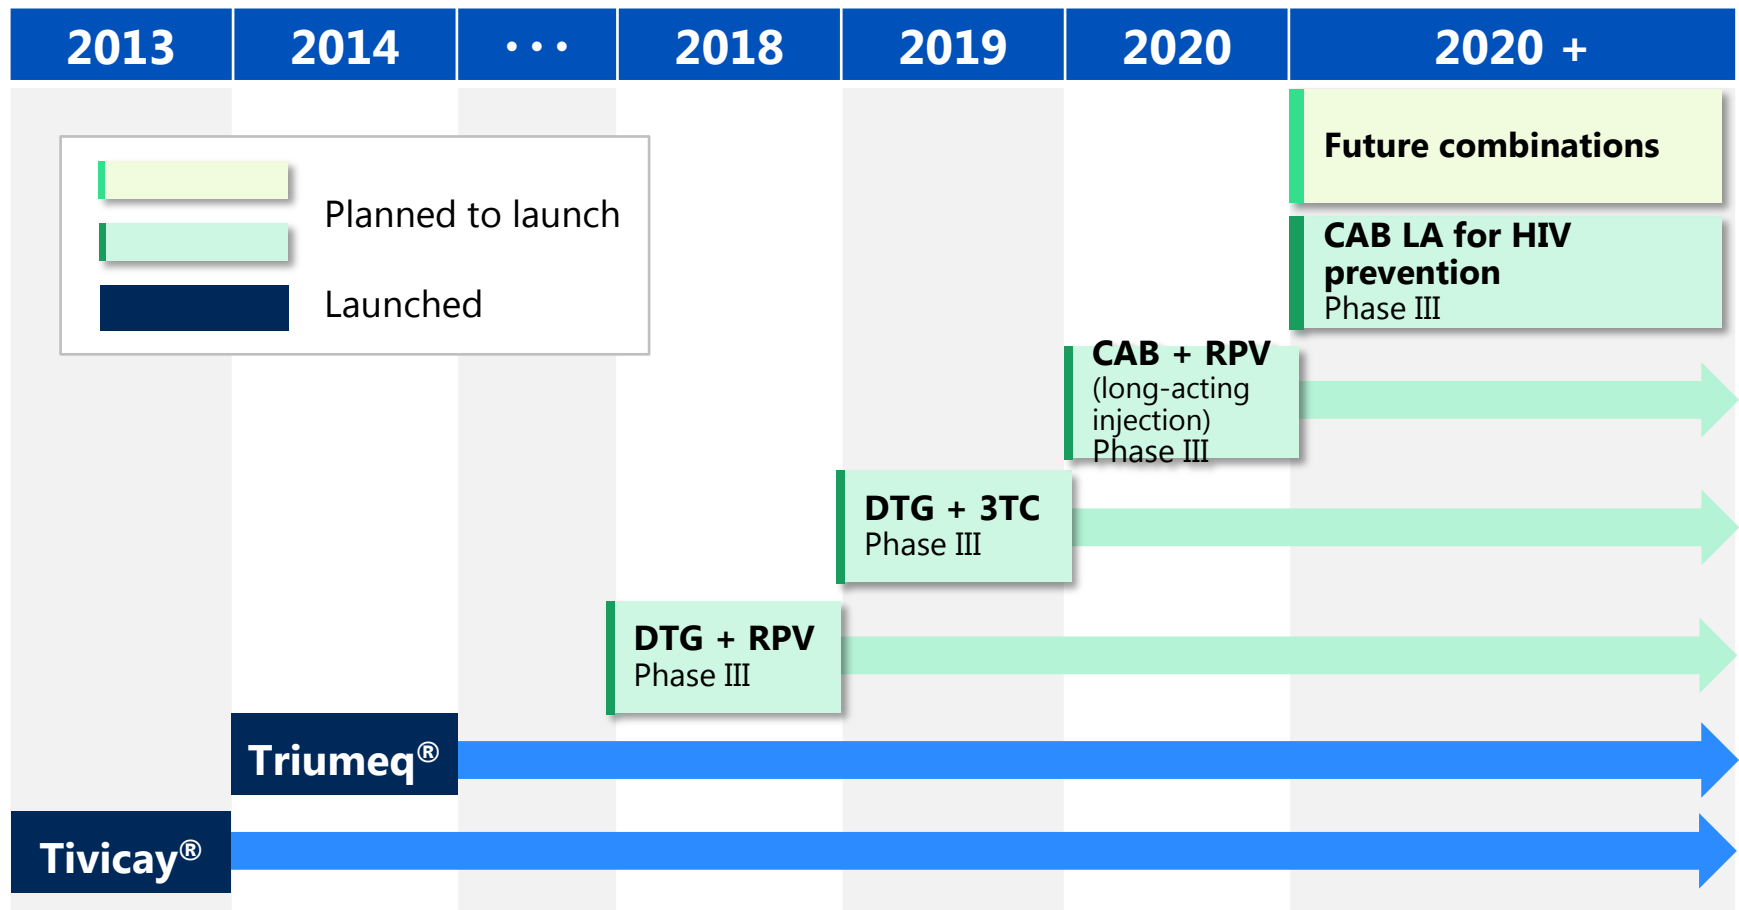 2013 2014 ··· 2018 2019 2020 2020 +
Future combinations
Planned to launch
Launched
CAB LA for HIV
prevention
Phase III
CAB + RPV
(long-acting
injection)
Phase III
DTG + 3TC
Phase III
DTG + RPV
Phase III
Triumeq®
Tivicay®